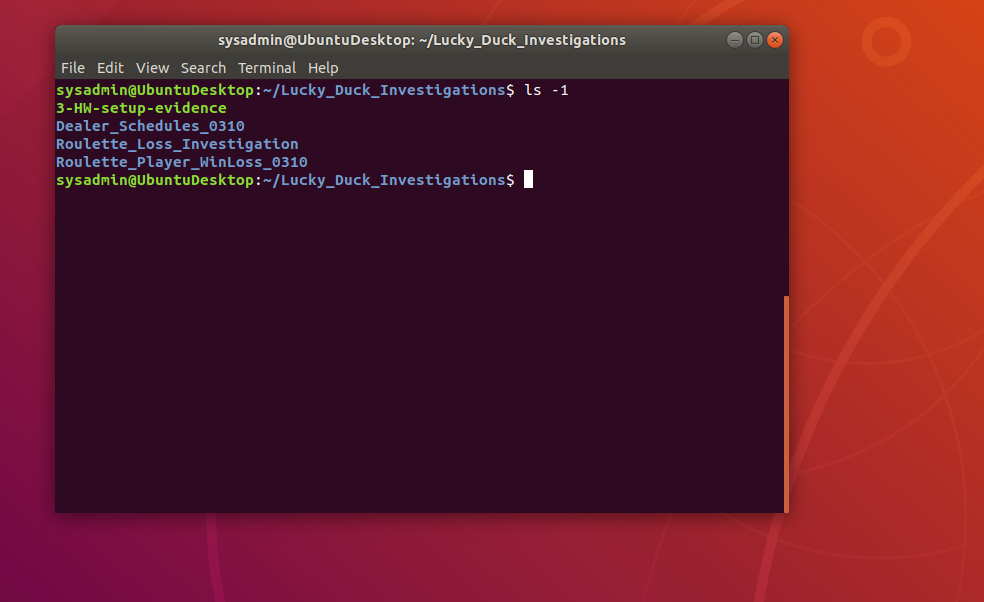 sysadmin@UbuntuDesktop: ~/Lucky_Duck_Investigations
File Edit View Search Terminal Help
sysadmin@UbuntuDesktop:~/Lucky_Duck_Investigations$ ls -1
3-HW-setup-evidence
Dealer_Schedules_0310
Roulette_Loss_Investigation
Roulette_Player_WinLoss_0310
sysadmin@UbuntuDesktop:~/Lucky_Duck_Investigations$